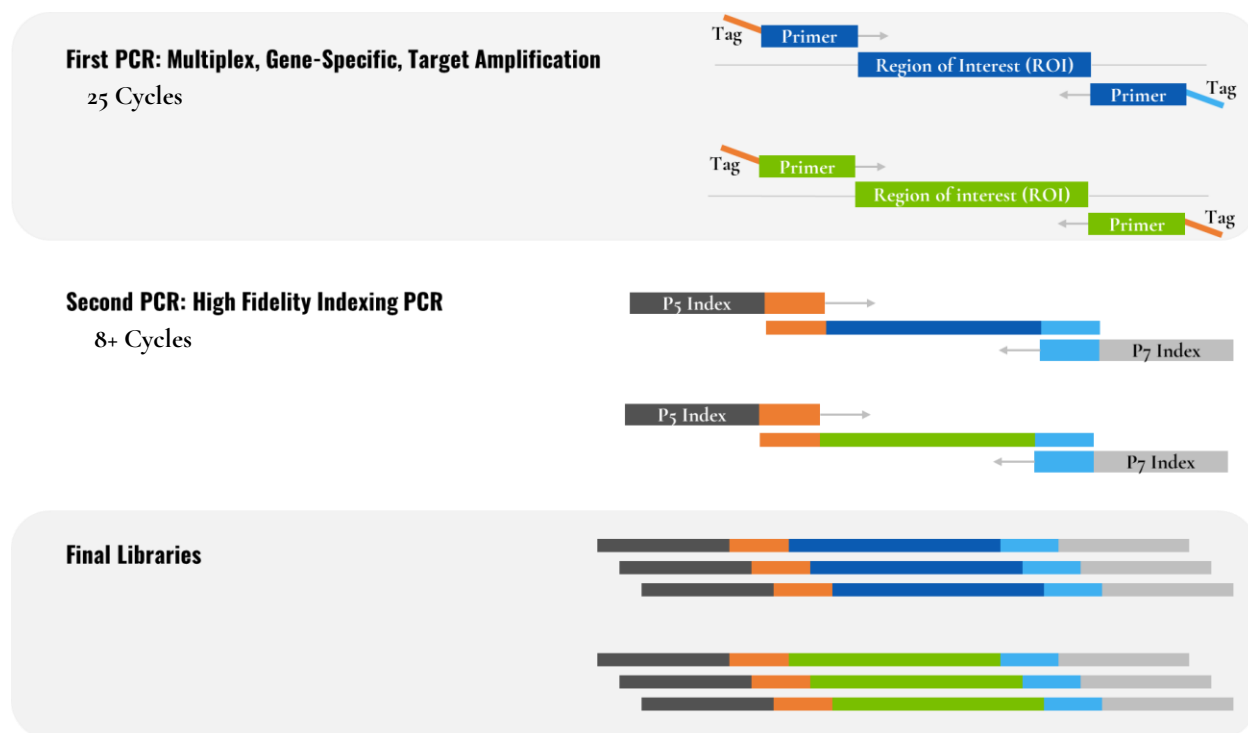 First PCR: Multiplex, Gene-Specific, Target Amplification
25 Cycles
Tag
Primer
Region of Interest (ROI)
Primer
Tag
Tag
Primer
Region of interest (ROI)
Primer
Tag
Second PCR: High Fidelity Indexing PCR
8+ Cycles
P5 Index
P7 Index
P5 Index
P7 Index
Final Libraries